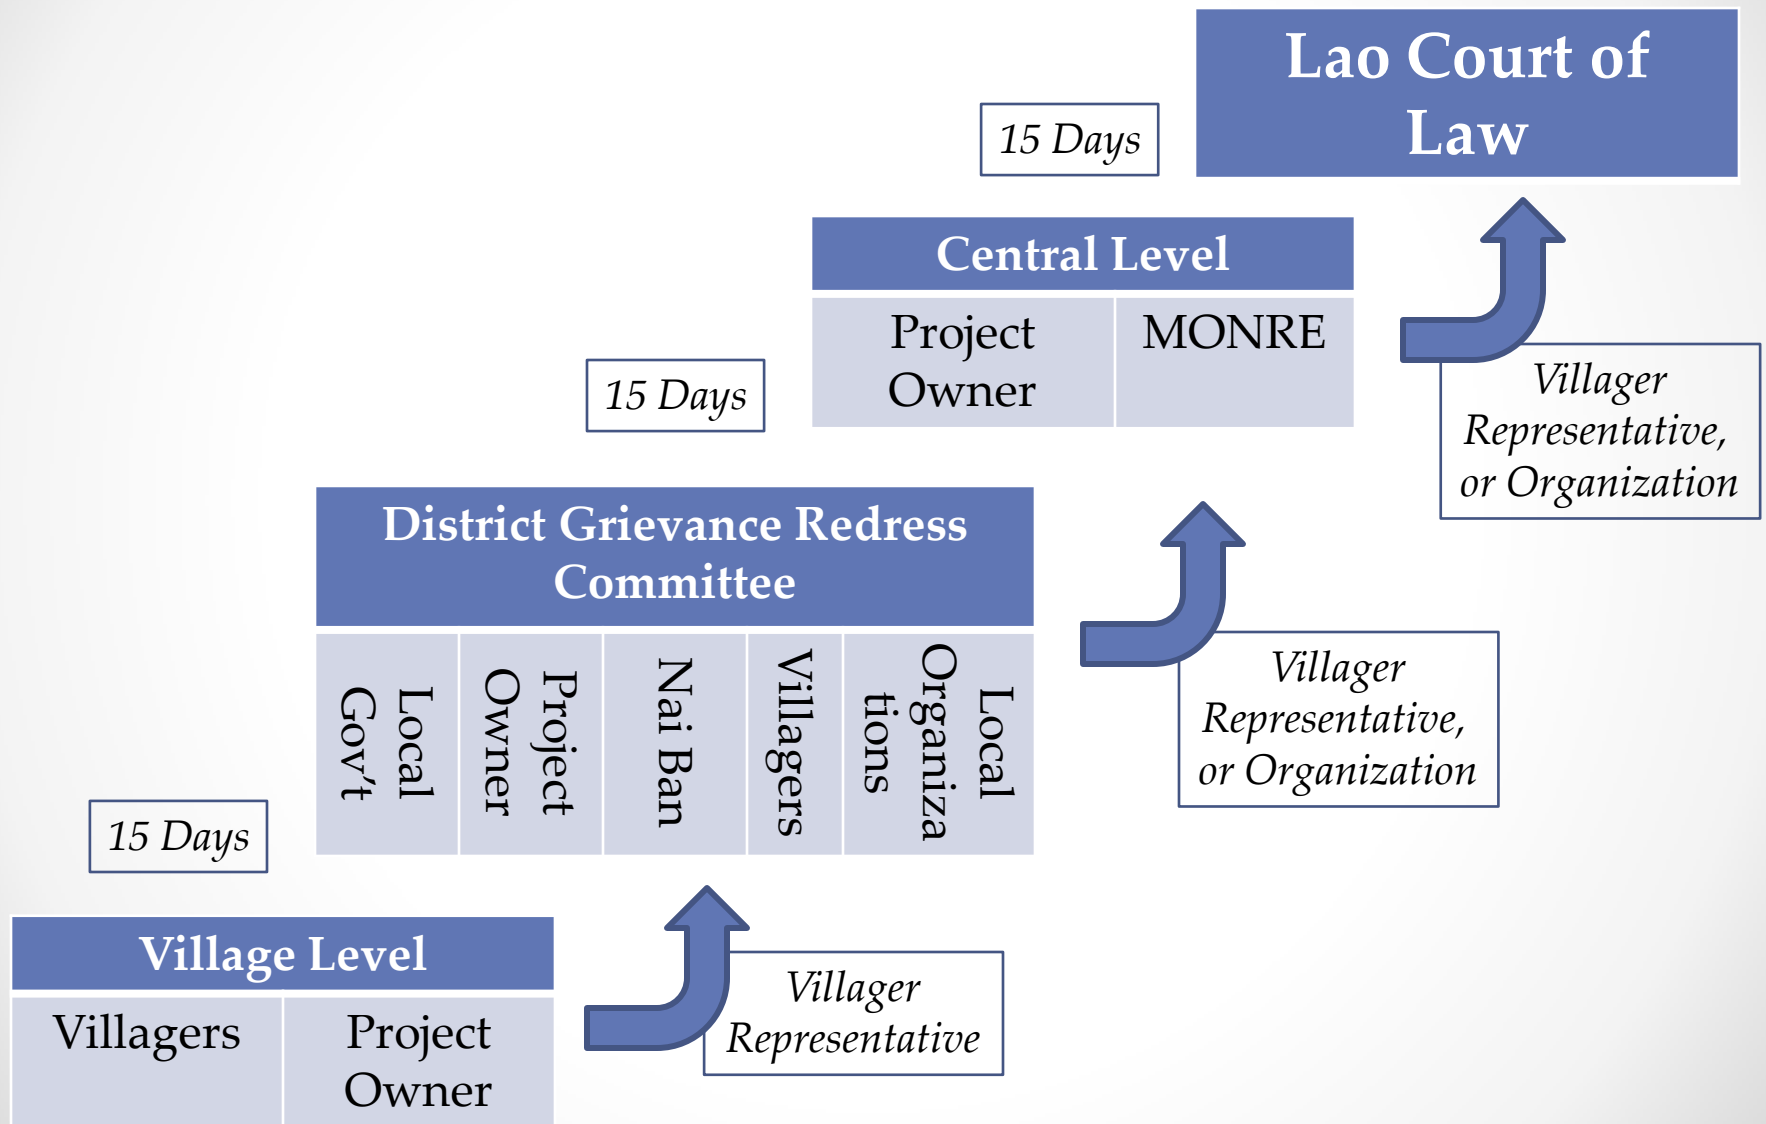 Lao Court of
Law
15 Days
Central Level
Project
Owner
MONRE
Villager
Representative,
or Organization
15 Days
District Grievance Redress
Committee
Local
Gov't
Project
Owner
Nai Ban
Villagers
Local
Organiza
tions
Villager
Representative,
or Organization
15 Days
Village Level
Villagers
Project
Owner
Villager
Representative